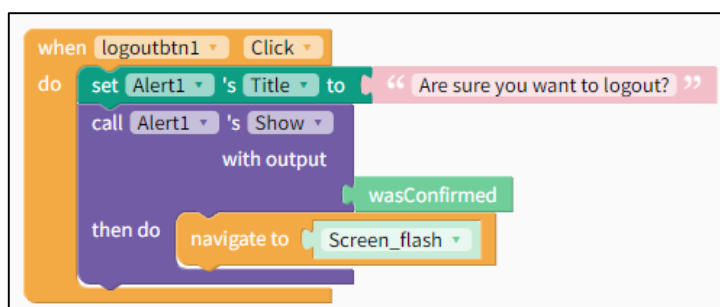 when logoutbtn1 Click
do set Alert1 's Title to “ Are sure you want to logout? ”
call Alert1 's Show
with output
wasConfirmed
then do navigate to Screen_flash